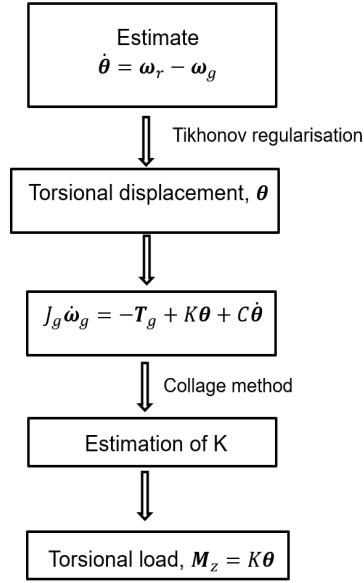 Estimate
θ̇ = ω_r − ω_g
Tikhonov regularisation
Torsional displacement, θ
J_g ω̇_g = −T_g + Kθ + Cθ̇
Collage method
Estimation of K
Torsional load, M_z = Kθ